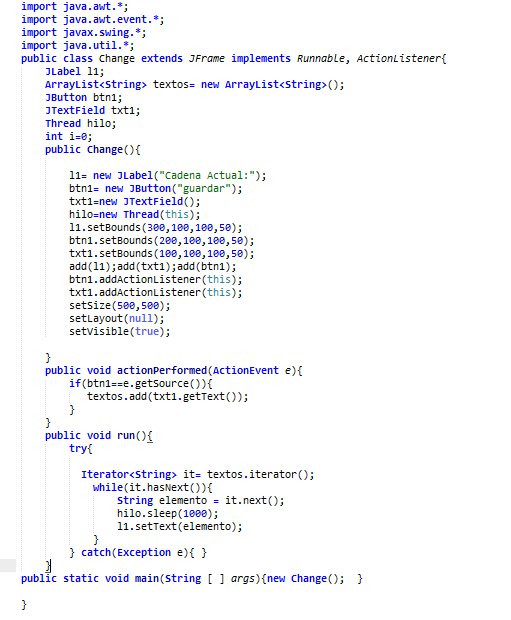 import java.awt.*;
import java.awt.event.*;
import javax.swing.*;
import java.util.*;
public class Change extends JFrame implements Runnable, ActionListener{
JLabel l1;
ArrayList<String> textos= new ArrayList<String>();
JButton btn1;
JTextField txt1;
Thread hilo;
int i=0;
public Change(){
l1= new JLabel("Cadena Actual:");
btn1= new JButton("guardar");
txt1=new JTextField();
hilo=new Thread(this);
l1.setBounds(300,100,100,50);
btn1.setBounds(200,100,100,50);
txt1.setBounds(100,100,100,50);
add(l1);add(txt1);add(btn1);
btn1.addActionListener(this);
txt1.addActionListener(this);
setSize(500,500);
setLayout(null);
setVisible(true);
}
public void actionPerformed(ActionEvent e){
if(btn1==e.getSource()){
textos.add(txt1.getText());
}
}
public void run(){
try{
Iterator<String> it= textos.iterator();
while(it.hasNext()){
String elemento = it.next();
hilo.sleep(1000);
l1.setText(elemento);
}
} catch(Exception e){ }
}
public static void main(String [ ] args){new Change();  }
}